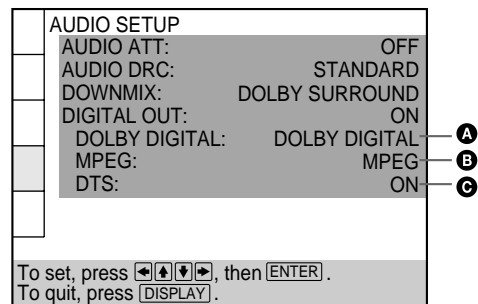 AUDIO SETUP
AUDIO ATT: OFF
AUDIO DRC: STANDARD
DOWNMIX: DOLBY SURROUND
DIGITAL OUT: ON
DOLBY DIGITAL: DOLBY DIGITAL A
MPEG: MPEG B
DTS: ON C
To set, press ←↑↓→, then ENTER.
To quit, press DISPLAY.